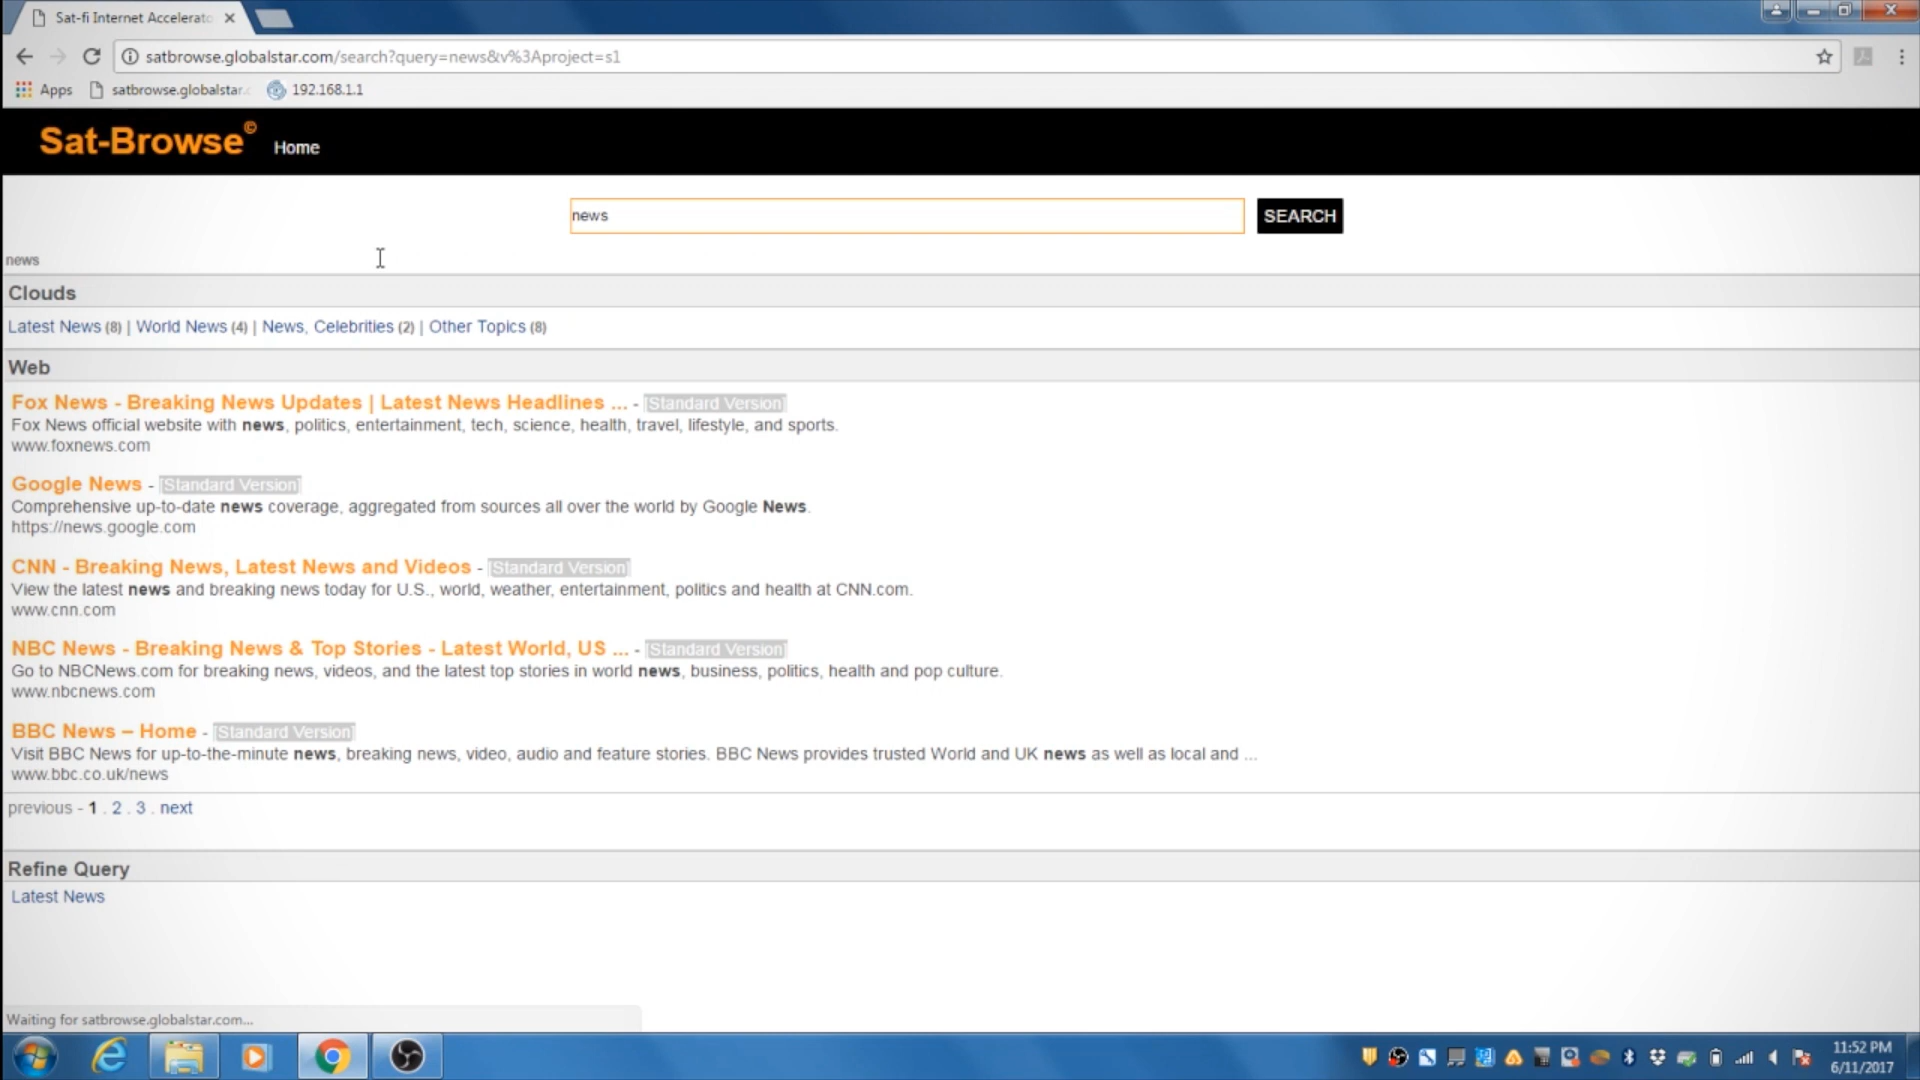 Sat-fi Internet Accelerato
satbrowse.globalstar.com/search?query=news&v%3Aproject=s1
Apps satbrowse.globalstar. 192.168.1.1
Sat-Browse© Home
news SEARCH
news
Clouds
Latest News (8) | World News (4) | News, Celebrities (2) | Other Topics (8)
Web
Fox News - Breaking News Updates | Latest News Headlines ... - [Standard Version]
Fox News official website with news, politics, entertainment, tech, science, health, travel, lifestyle, and sports.
www.foxnews.com
Google News - [Standard Version]
Comprehensive up-to-date news coverage, aggregated from sources all over the world by Google News.
https://news.google.com
CNN - Breaking News, Latest News and Videos - [Standard Version]
View the latest news and breaking news today for U.S., world, weather, entertainment, politics and health at CNN.com.
www.cnn.com
NBC News - Breaking News & Top Stories - Latest World, US ... - [Standard Version]
Go to NBCNews.com for breaking news, videos, and the latest top stories in world news, business, politics, health and pop culture.
www.nbcnews.com
BBC News – Home - [Standard Version]
Visit BBC News for up-to-the-minute news, breaking news, video, audio and feature stories. BBC News provides trusted World and UK news as well as local and ...
www.bbc.co.uk/news
previous - 1 . 2 . 3 . next
Refine Query
Latest News
Waiting for satbrowse.globalstar.com...
11:52 PM
6/11/2017